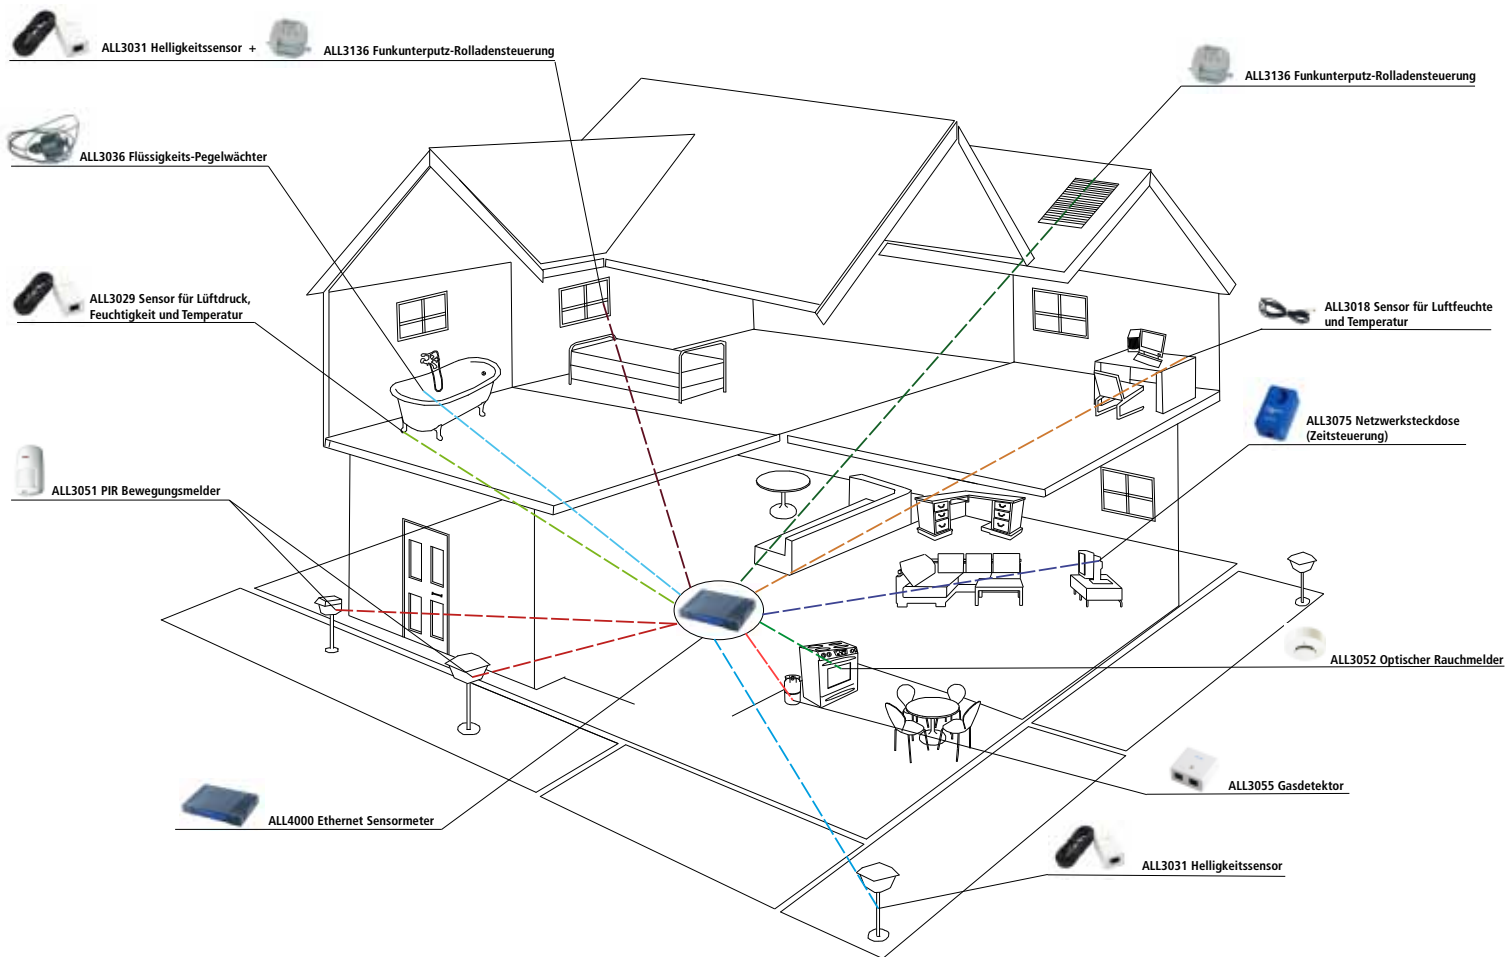 ALL3031 Helligkeitssensor +
ALL3136 Funkunterputz-Rolladensteuerung
ALL3136 Funkunterputz-Rolladensteuerung
ALL3036 Flüssigkeits-Pegelwächter
ALL3029 Sensor für Lüftdruck,
Feuchtigkeit und Temperatur
ALL3018 Sensor für Luftfeuchte
und Temperatur
ALL3075 Netzwerksteckdose
(Zeitsteuerung)
ALL3051 PIR Bewegungsmelder
ALL3052 Optischer Rauchmelder
ALL3055 Gasdetektor
ALL4000 Ethernet Sensormeter
ALL3031 Helligkeitssensor